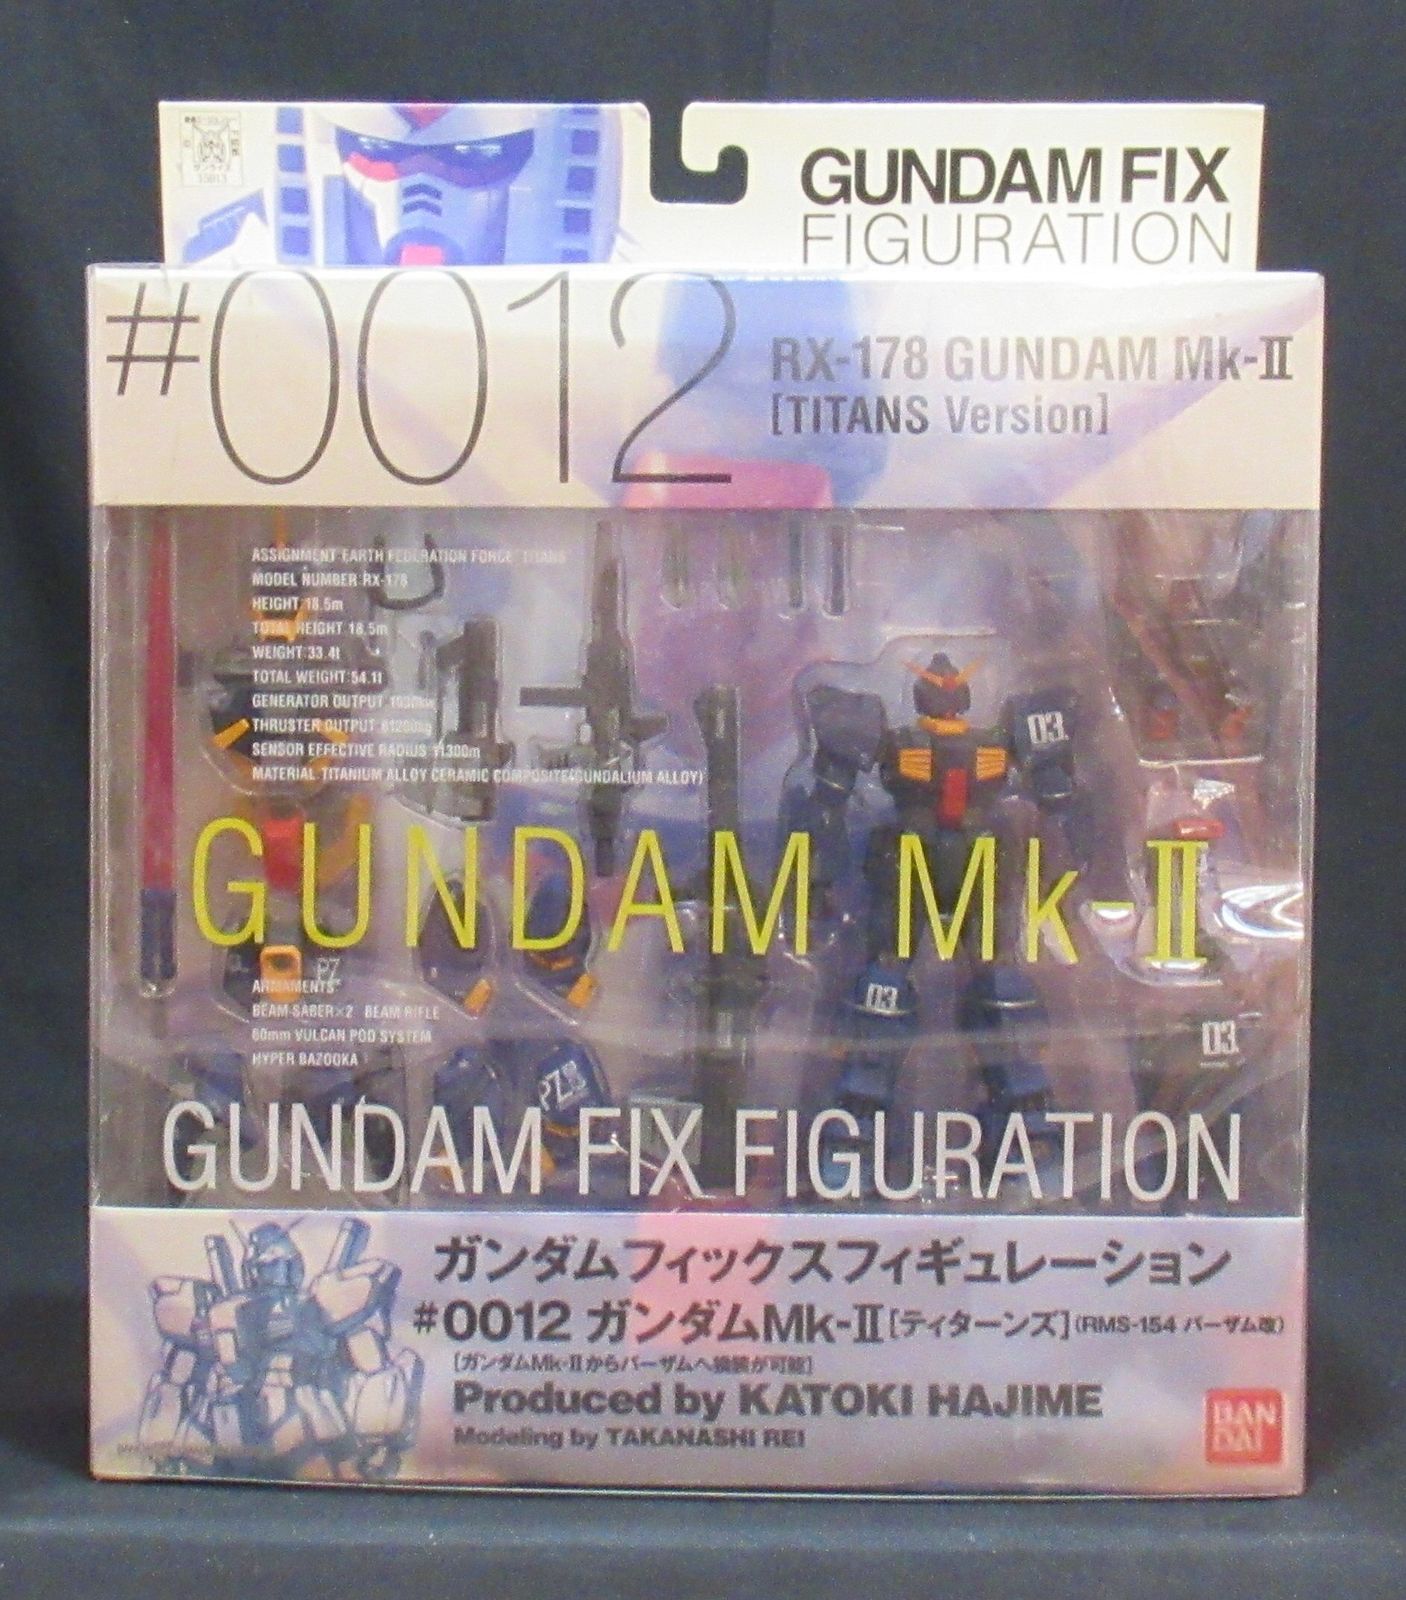 GUNDAM FIX
FIGURATION
#0012
RX-178 GUNDAM Mk-II
[TITANS Version]
ASSIGNMENT EARTH FEDERATION FORCE TITANS
MODEL NUMBER RX-178
HEIGHT 18.5m
TOTAL HEIGHT 18.5m
WEIGHT 33.4t
TOTAL WEIGHT 54.1t
GENERATOR OUTPUT
THRUSTER OUTPUT
SENSOR EFFECTIVE RADIUS 11300m
MATERIAL TITANIUM ALLOY CERAMIC COMPOSITE(GUNDALIUM ALLOY)
03.
GUNDAM Mk-II
PZ
03.
ARMAMENTS
BEAM SABER×2 BEAM RIFLE
60mm VULCAN POD SYSTEM
HYPER BAZOOKA
03.
PZ
GUNDAM FIX FIGURATION
ガンダムフィックスフィギュレーション
#0012 ガンダムMk-II[ティターンズ](RMS-154 バーザム改)
[ガンダムMk-IIからバーザムへ換装が可能]
Produced by KATOKI HAJIME
Modeling by TAKANASHI REI
BAN
DAI